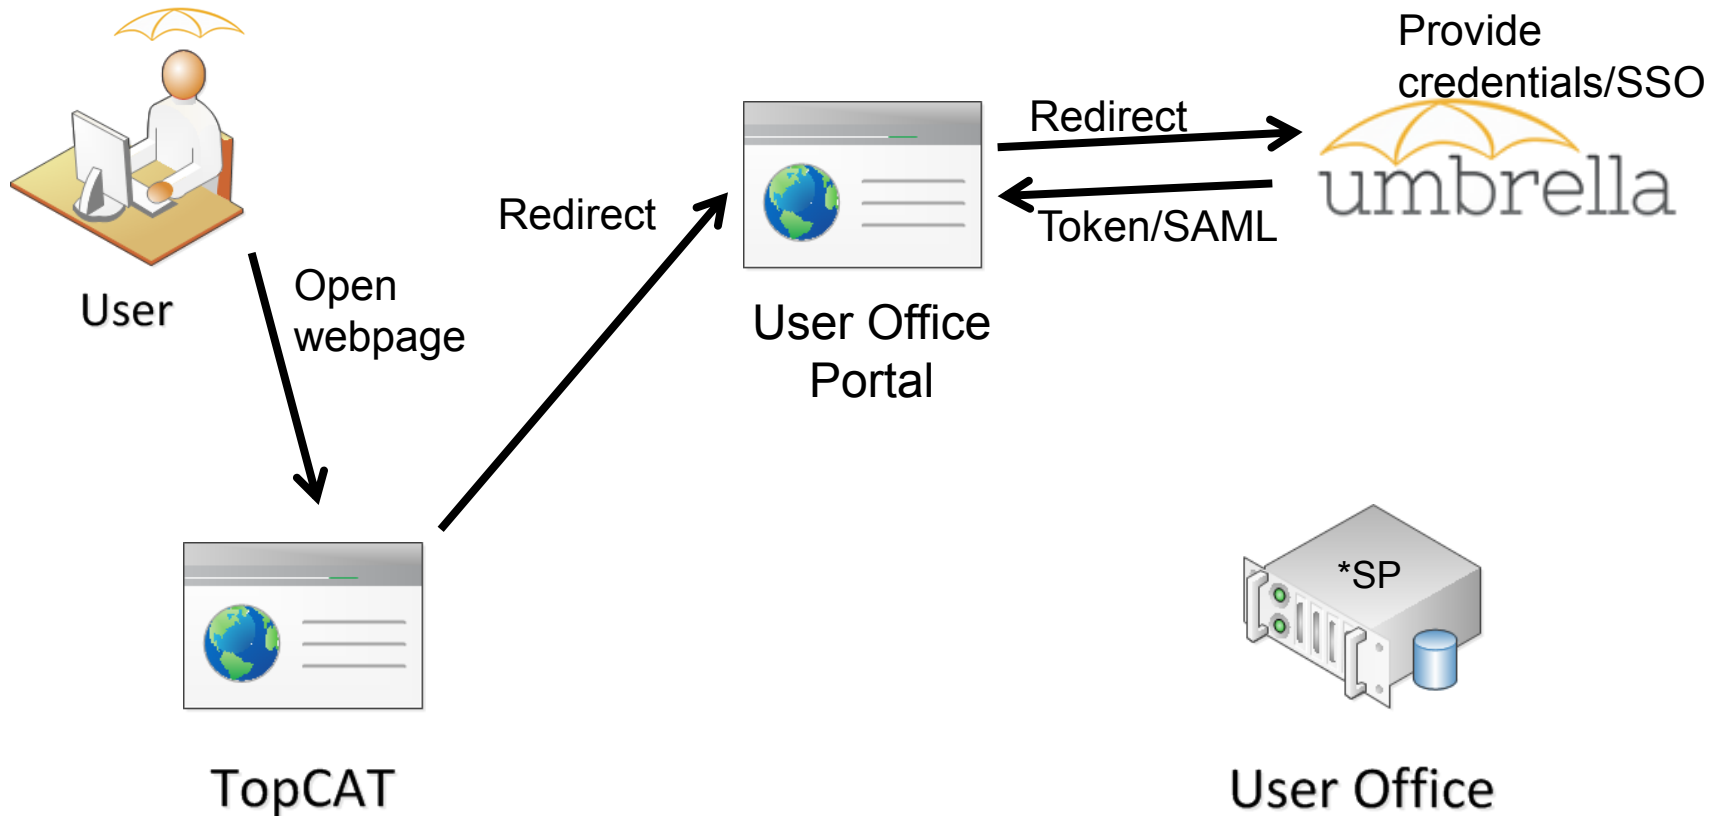 Provide
credentials/SSO
Redirect
umbrella
Redirect
Token/SAML
Open
webpage
User
User Office
Portal
*SP
TopCAT
User Office